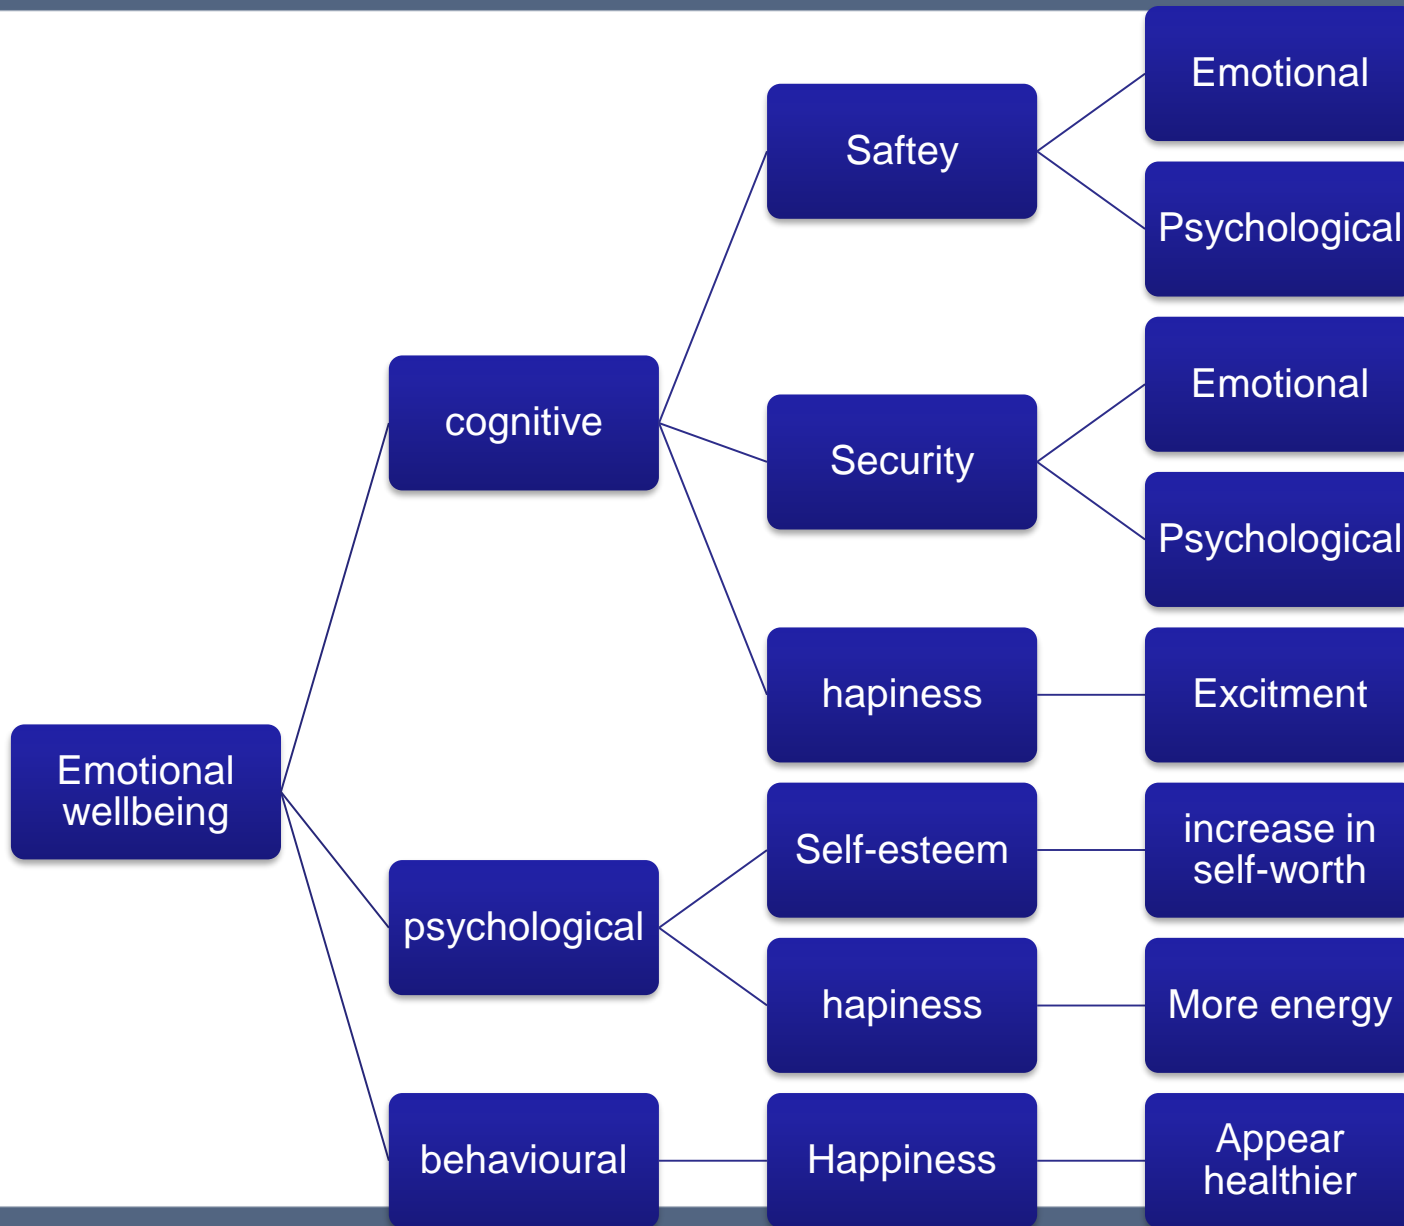 Emotional
Saftey
Psychological
Emotional
cognitive
Security
Psychological
hapiness
Excitment
Emotional
wellbeing
Self-esteem
increase in
self-worth
psychological
hapiness
More energy
behavioural
Happiness
Appear
healthier